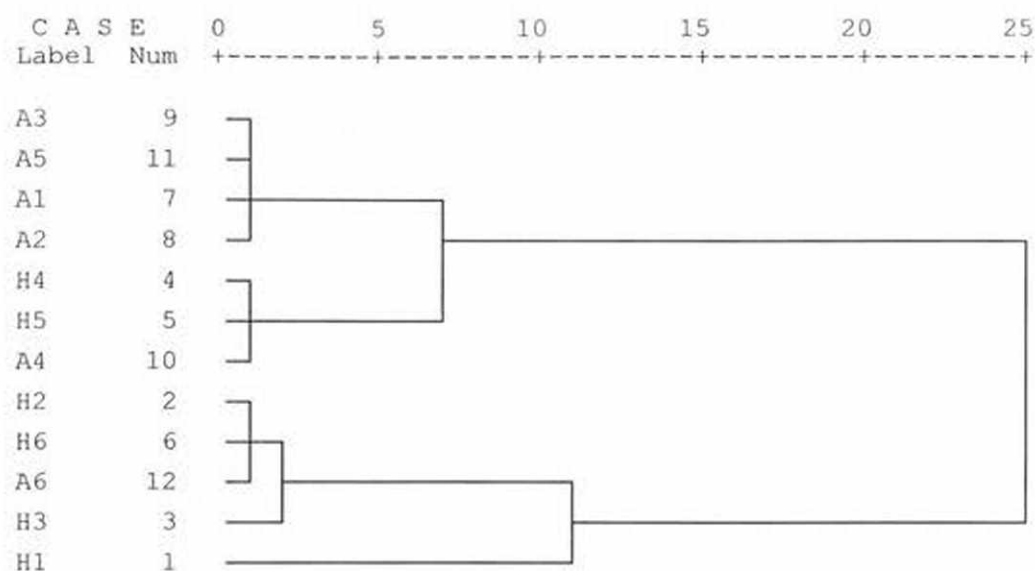 C A S E 0 5 10 15 20 25
Label Num +---------+---------+---------+---------+---------+
A3 9
A5 11
A1 7
A2 8
H4 4
H5 5
A4 10
H2 2
H6 6
A6 12
H3 3
H1 1